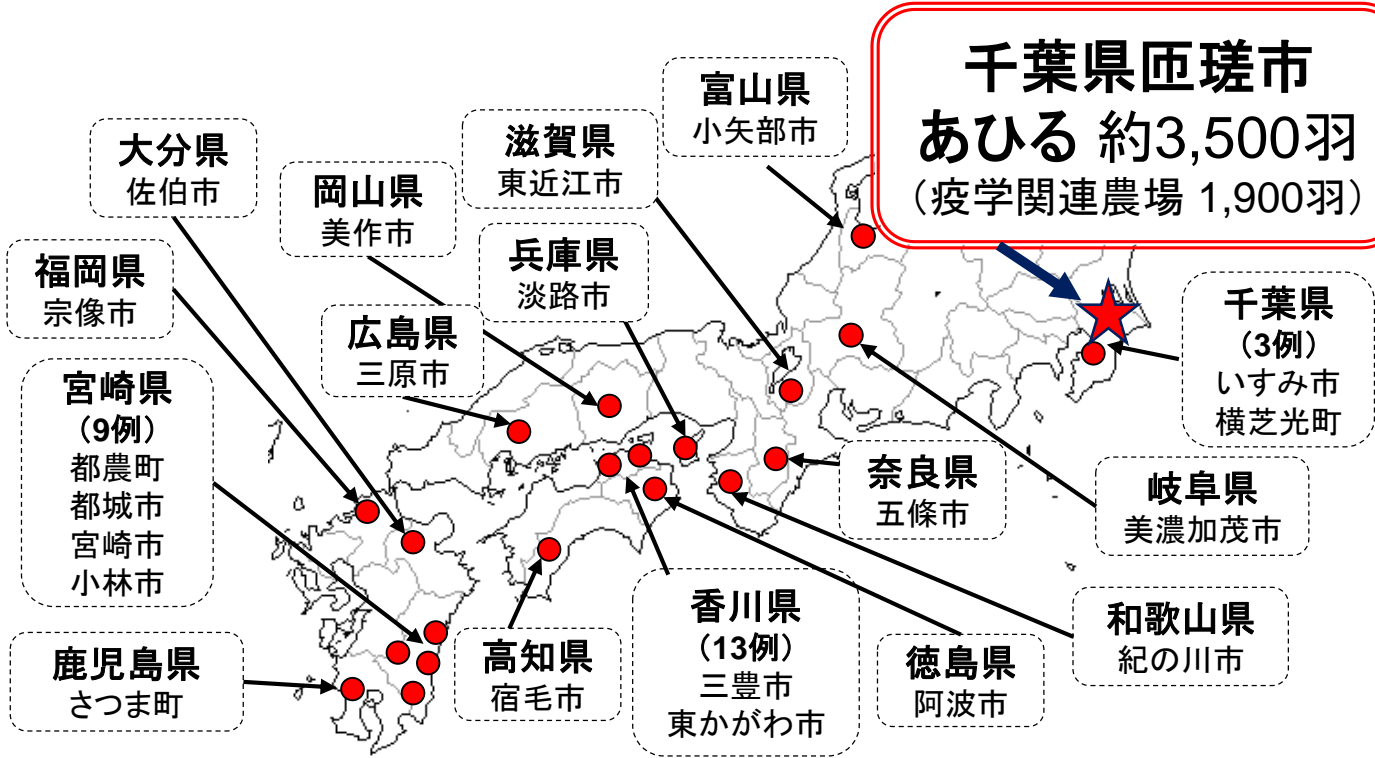 千葉県匝瑳市
あひる 約3,500羽
（疫学関連農場 1,900羽）
富山県
小矢部市
滋賀県
東近江市
大分県
佐伯市
岡山県
美作市
兵庫県
淡路市
福岡県
宗像市
広島県
三原市
千葉県
（3例）
いすみ市
横芝光町
宮崎県
（9例）
都農町
都城市
宮崎市
小林市
奈良県
五條市
岐阜県
美濃加茂市
香川県
（13例）
三豊市
東かがわ市
和歌山県
紀の川市
高知県
宿毛市
徳島県
阿波市
鹿児島県
さつま町